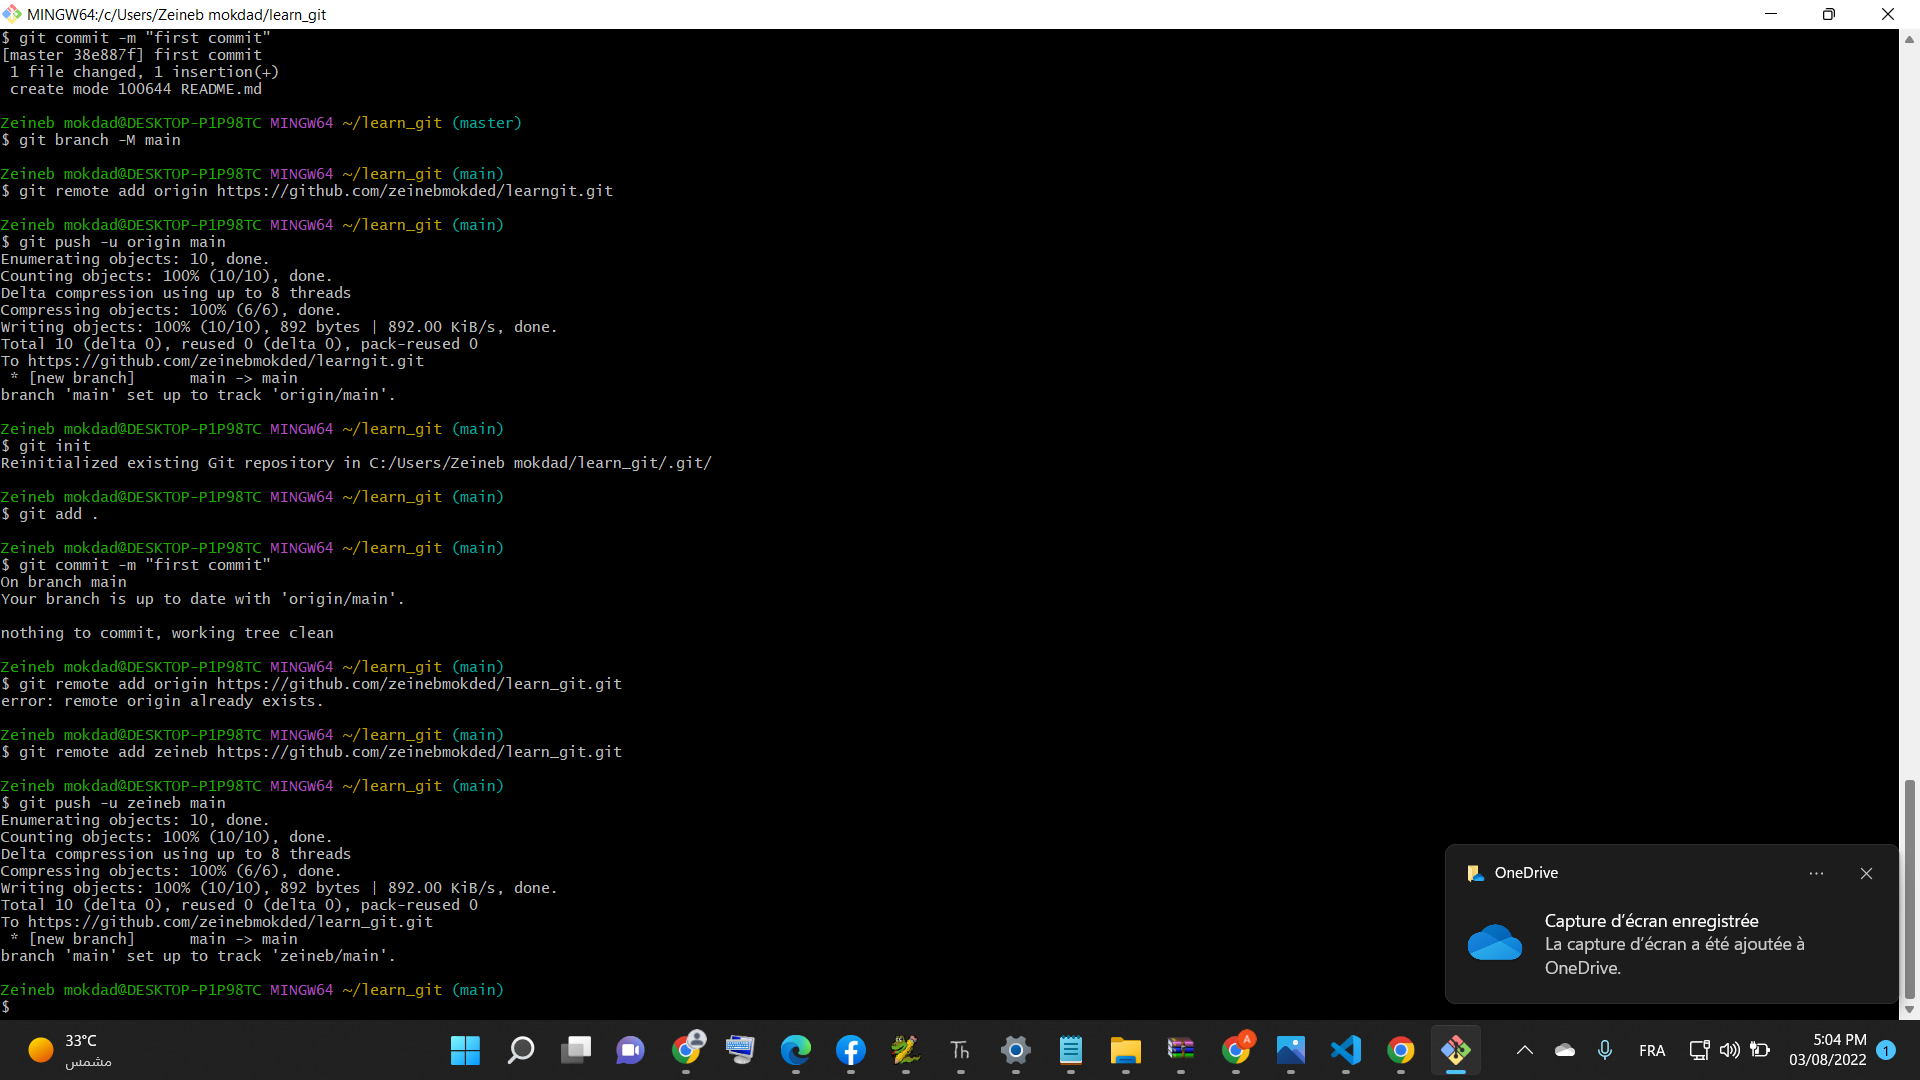 MINGW64:/c/Users/Zeineb mokdad/learn_git
$ git commit -m "first commit"
[master 38e887f] first commit
 1 file changed, 1 insertion(+)
 create mode 100644 README.md

Zeineb mokdad@DESKTOP-P1P98TC MINGW64 ~/learn_git (master)
$ git branch -M main

Zeineb mokdad@DESKTOP-P1P98TC MINGW64 ~/learn_git (main)
$ git remote add origin https://github.com/zeinebmokded/learngit.git

Zeineb mokdad@DESKTOP-P1P98TC MINGW64 ~/learn_git (main)
$ git push -u origin main
Enumerating objects: 10, done.
Counting objects: 100% (10/10), done.
Delta compression using up to 8 threads
Compressing objects: 100% (6/6), done.
Writing objects: 100% (10/10), 892 bytes | 892.00 KiB/s, done.
Total 10 (delta 0), reused 0 (delta 0), pack-reused 0
To https://github.com/zeinebmokded/learngit.git
 * [new branch]      main -> main
branch 'main' set up to track 'origin/main'.

Zeineb mokdad@DESKTOP-P1P98TC MINGW64 ~/learn_git (main)
$ git init
Reinitialized existing Git repository in C:/Users/Zeineb mokdad/learn_git/.git/

Zeineb mokdad@DESKTOP-P1P98TC MINGW64 ~/learn_git (main)
$ git add .

Zeineb mokdad@DESKTOP-P1P98TC MINGW64 ~/learn_git (main)
$ git commit -m "first commit"
On branch main
Your branch is up to date with 'origin/main'.

nothing to commit, working tree clean

Zeineb mokdad@DESKTOP-P1P98TC MINGW64 ~/learn_git (main)
$ git remote add origin https://github.com/zeinebmokded/learn_git.git
error: remote origin already exists.

Zeineb mokdad@DESKTOP-P1P98TC MINGW64 ~/learn_git (main)
$ git remote add zeineb https://github.com/zeinebmokded/learn_git.git

Zeineb mokdad@DESKTOP-P1P98TC MINGW64 ~/learn_git (main)
$ git push -u zeineb main
Enumerating objects: 10, done.
Counting objects: 100% (10/10), done.
Delta compression using up to 8 threads
Compressing objects: 100% (6/6), done.
Writing objects: 100% (10/10), 892 bytes | 892.00 KiB/s, done.
Total 10 (delta 0), reused 0 (delta 0), pack-reused 0
To https://github.com/zeinebmokded/learn_git.git
 * [new branch]      main -> main
branch 'main' set up to track 'zeineb/main'.

Zeineb mokdad@DESKTOP-P1P98TC MINGW64 ~/learn_git (main)
$
OneDrive
Capture d'écran enregistrée
La capture d'écran a été ajoutée à
OneDrive.
33°C
مشمس
Th
A
FRA
5:04 PM
03/08/2022
1